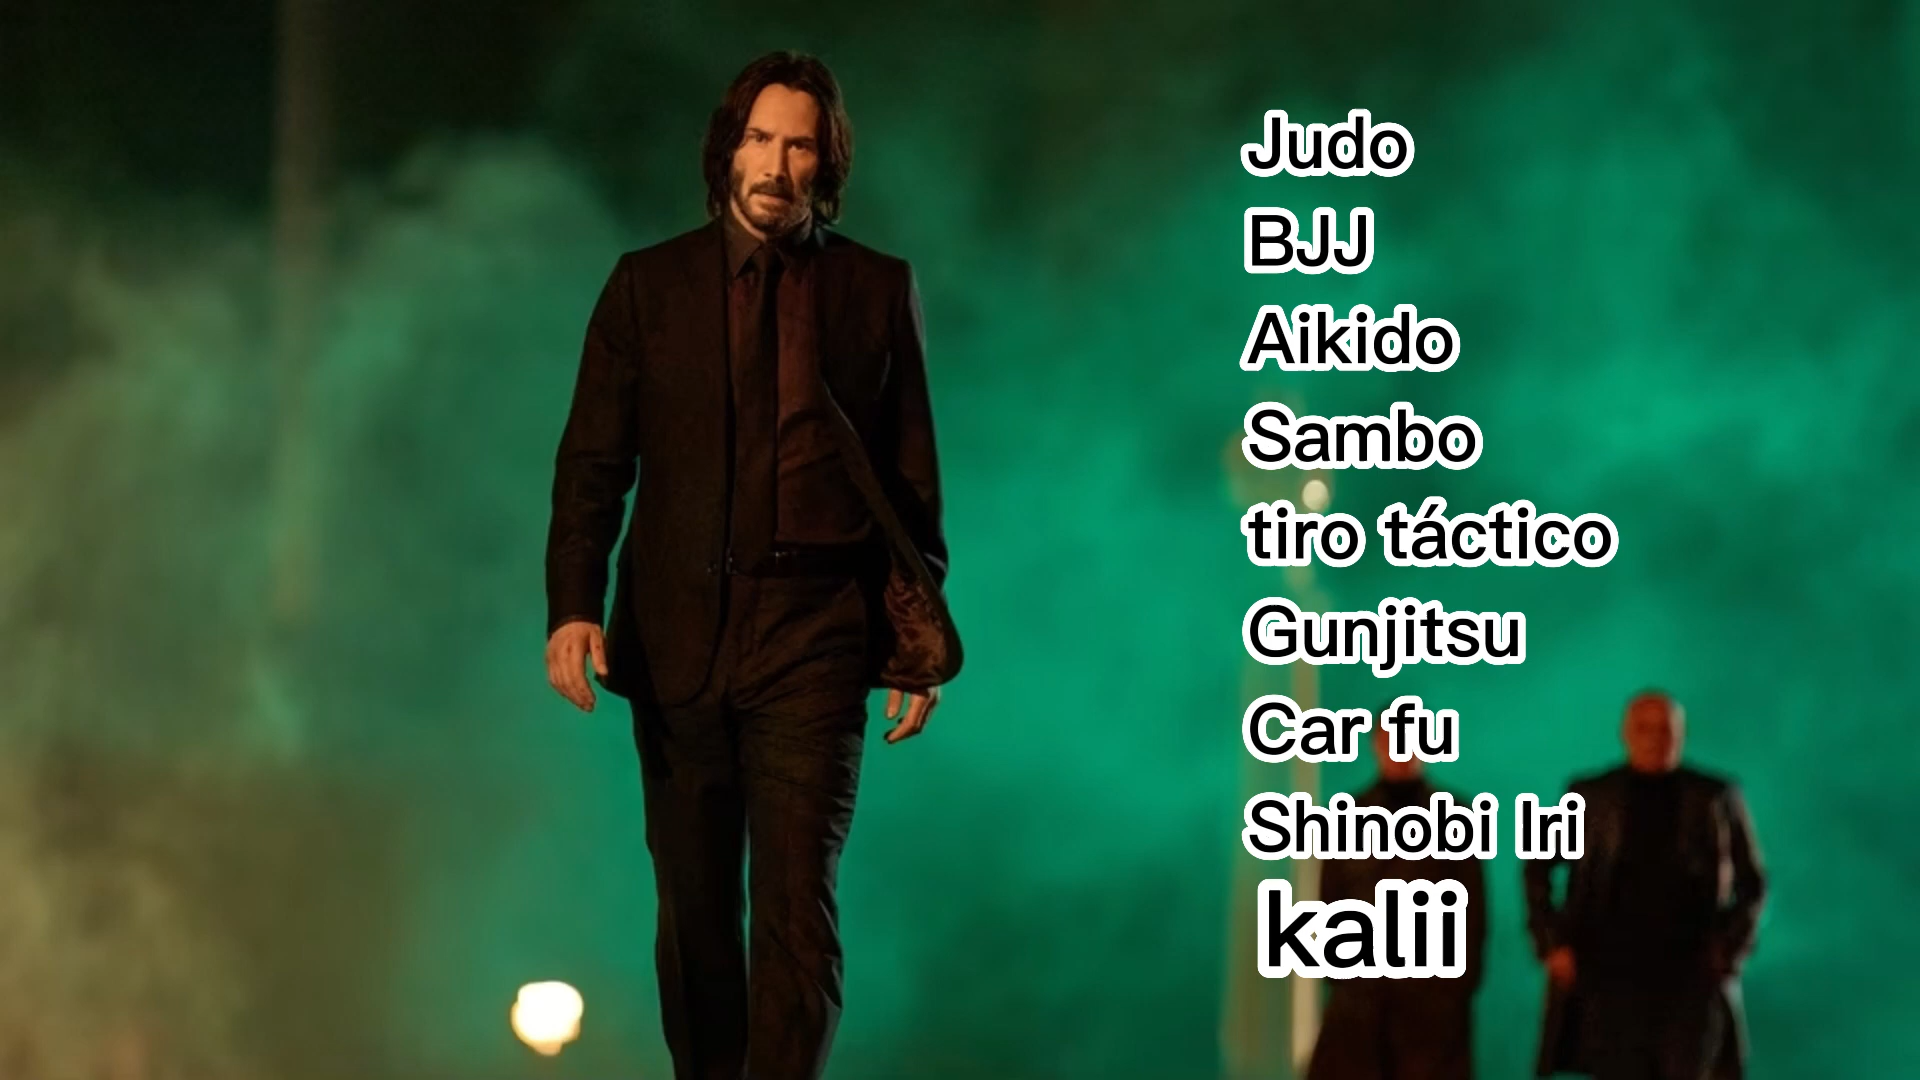 Judo
BJJ
Aikido
Sambo
tiro táctico
Gunjitsu
Car fu
Shinobi Iri
kalii